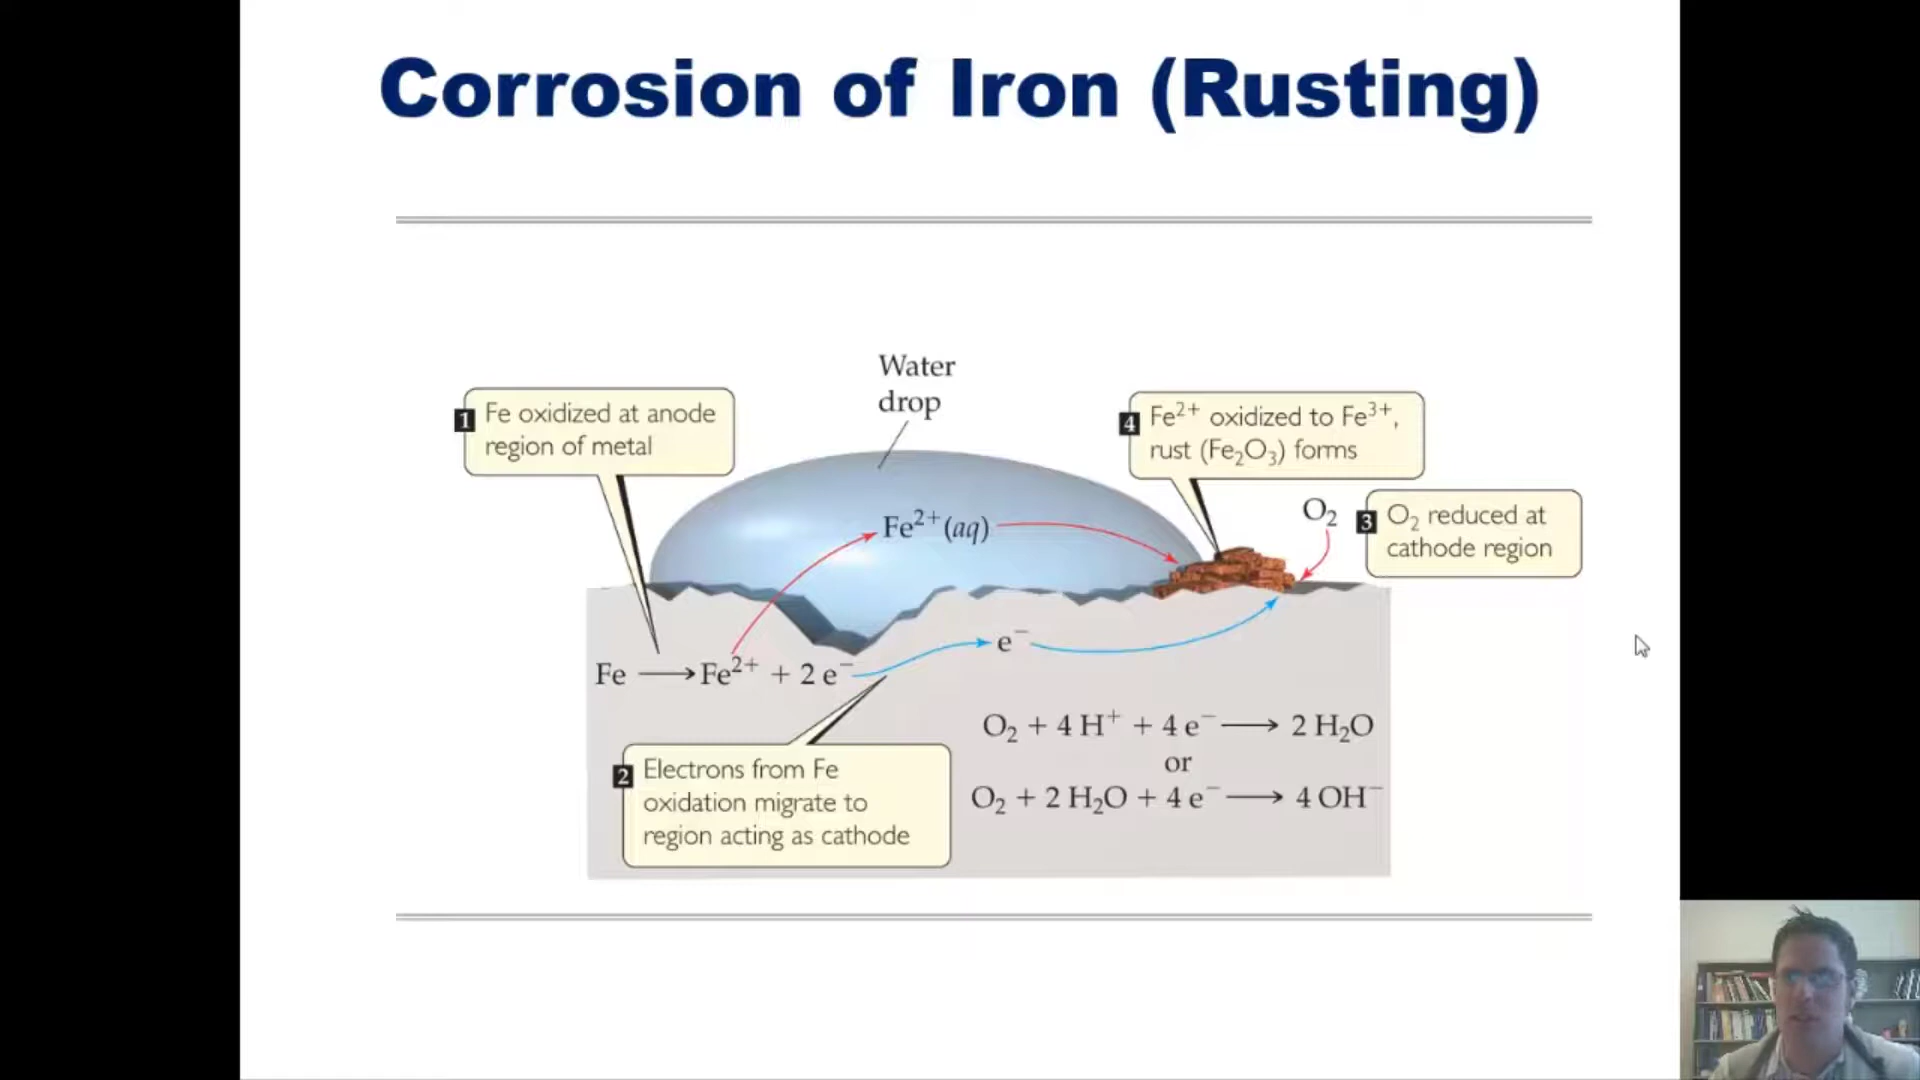 Corrosion of Iron (Rusting)
Water
drop
1 Fe oxidized at anode
region of metal
4 Fe²⁺ oxidized to Fe³⁺,
rust (Fe₂O₃) forms
O₂
3 O₂ reduced at
cathode region
Fe²⁺(aq)
e⁻
Fe ⟶ Fe²⁺ + 2 e⁻
O₂ + 4 H⁺ + 4 e⁻ ⟶ 2 H₂O
or
O₂ + 2 H₂O + 4 e⁻ ⟶ 4 OH⁻
2 Electrons from Fe
oxidation migrate to
region acting as cathode